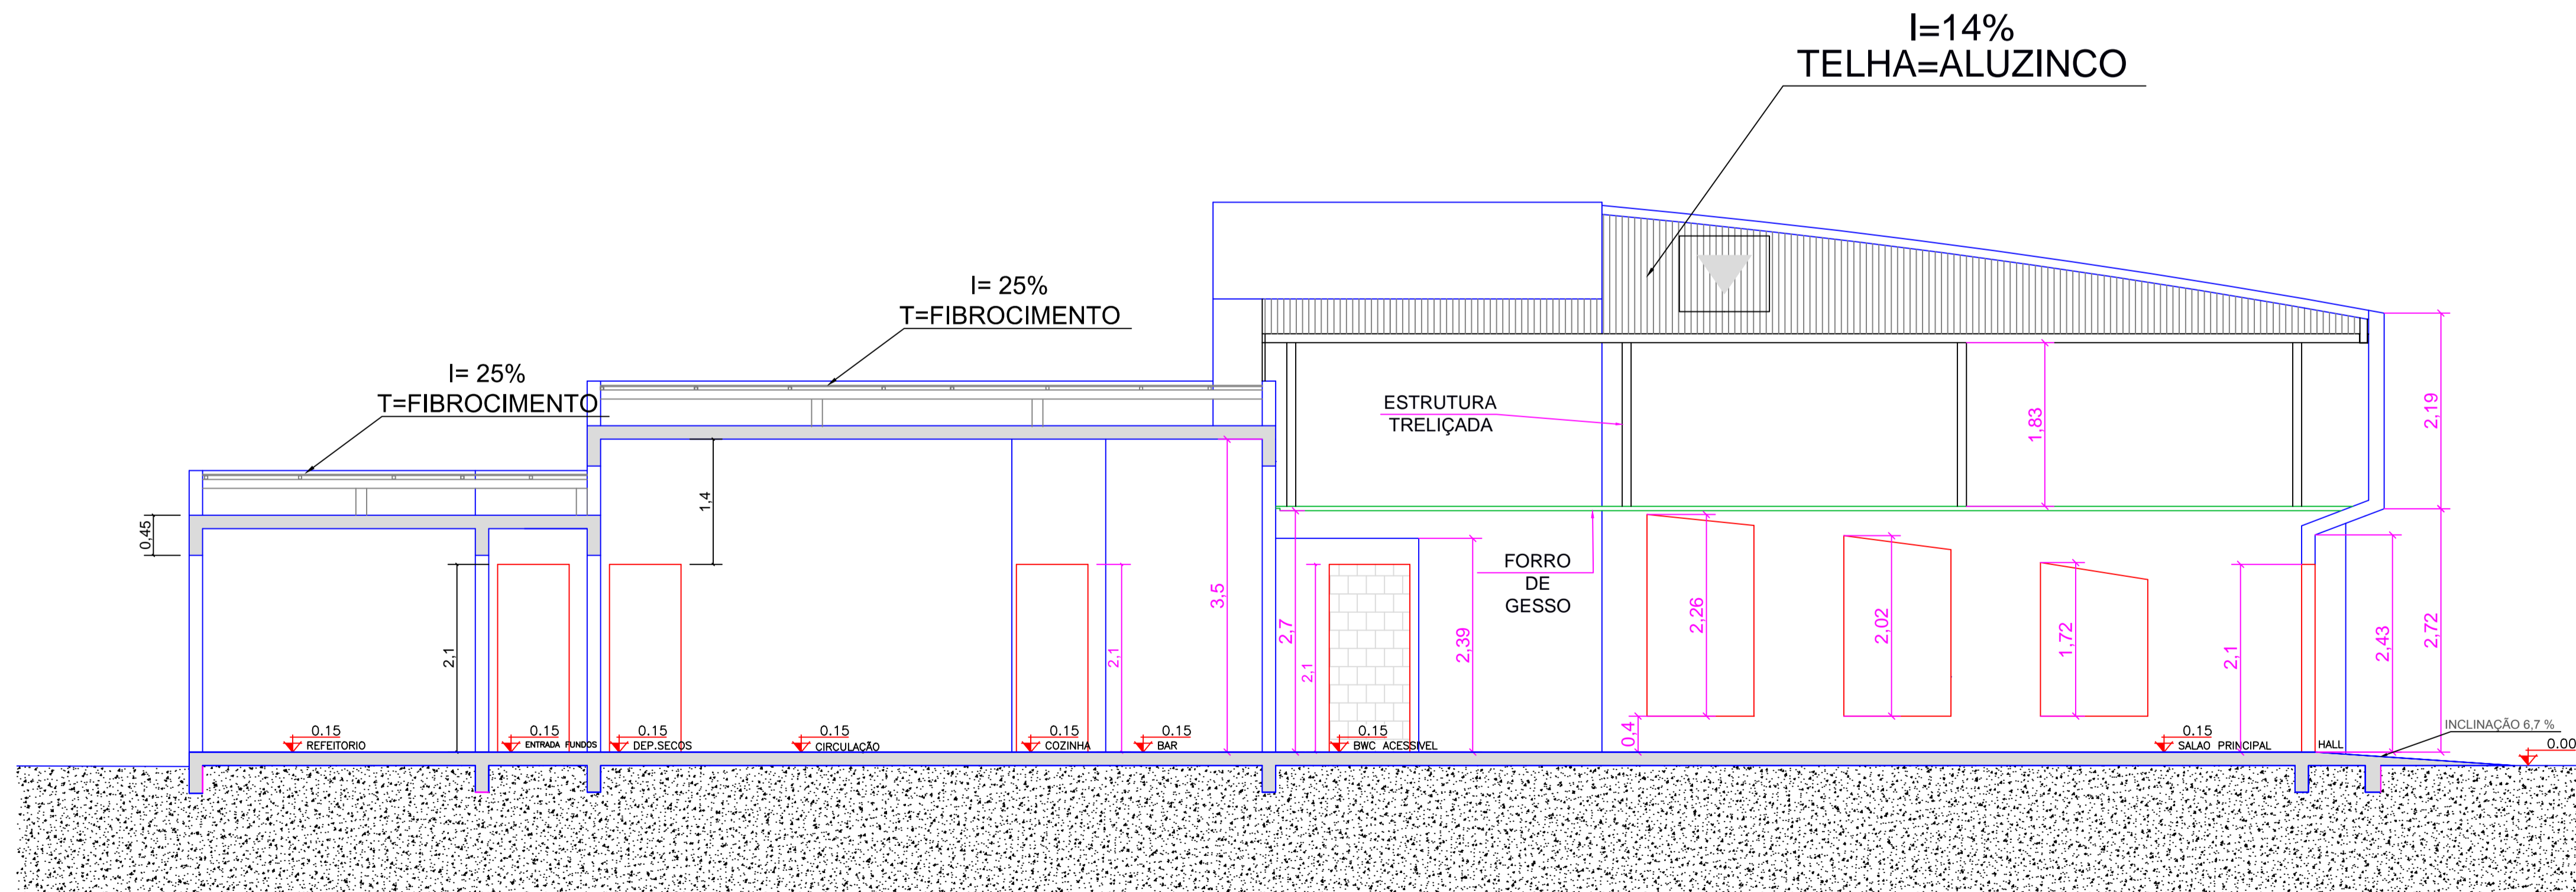 I=14%
TELHA=ALUZINCO
I= 25%
T=FIBROCIMENTO
I= 25%
T=FIBROCIMENTO
ESTRUTURA
TRELIÇADA
1,83
2,19
0,45
1,4
2,1
3,5
2,1
2,7
2,1
2,39
FORRO
DE
GESSO
2,26
2,02
1,72
0,4
2,1
2,43
2,72
0.15
REFEITORIO
0.15
ENTRADA FUNDOS
0.15
DEP.SECOS
0.15
CIRCULAÇÃO
0.15
COZINHA
0.15
BAR
0.15
BWC ACESSIVEL
0.15
SALAO PRINCIPAL
HALL
INCLINAÇÃO 6,7 %
0.00